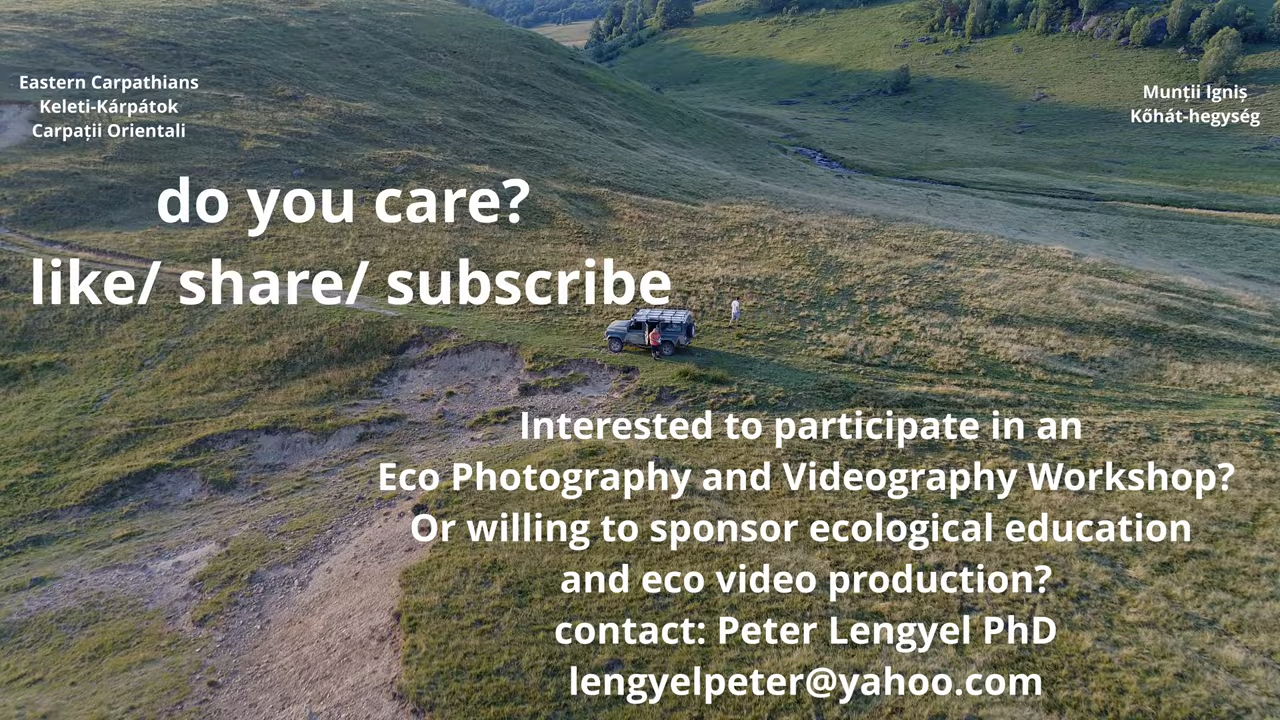 Eastern Carpathians
Keleti-Kárpátok
Carpații Orientali
Munții Igniș
Kőhát-hegység
do you care?
like/ share/ subscribe
Interested to participate in an
Eco Photography and Videography Workshop?
Or willing to sponsor ecological education
and eco video production?
contact: Peter Lengyel PhD
lengyelpeter@yahoo.com